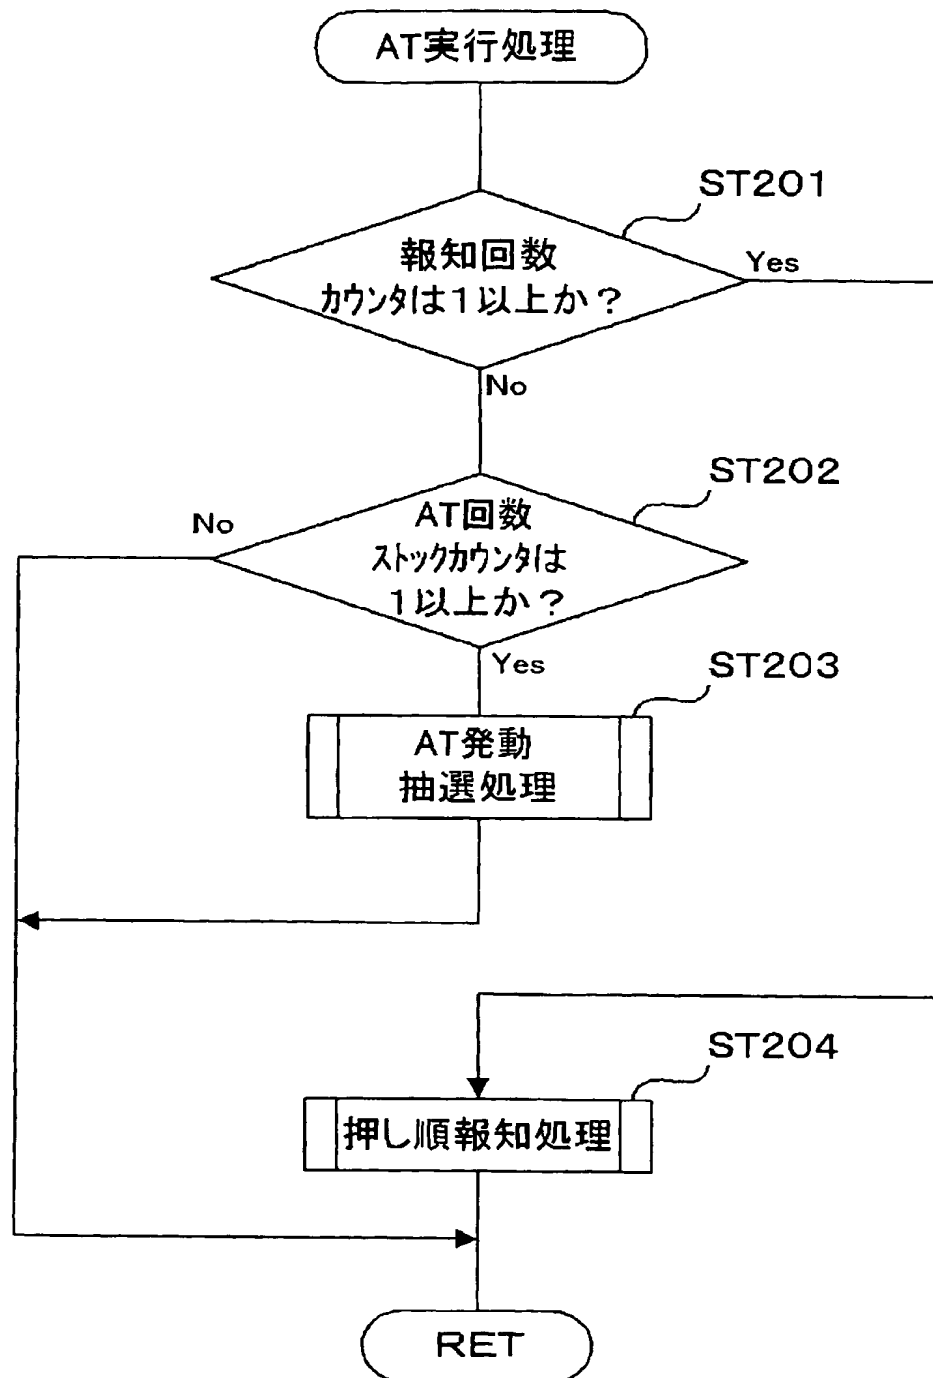 AT実行処理
ST201
報知回数
カウンタは1以上か?
Yes
No
ST202
No
AT回数
ストックカウンタは
1以上か?
Yes
ST203
AT発動
抽選処理
ST204
押し順報知処理
RET